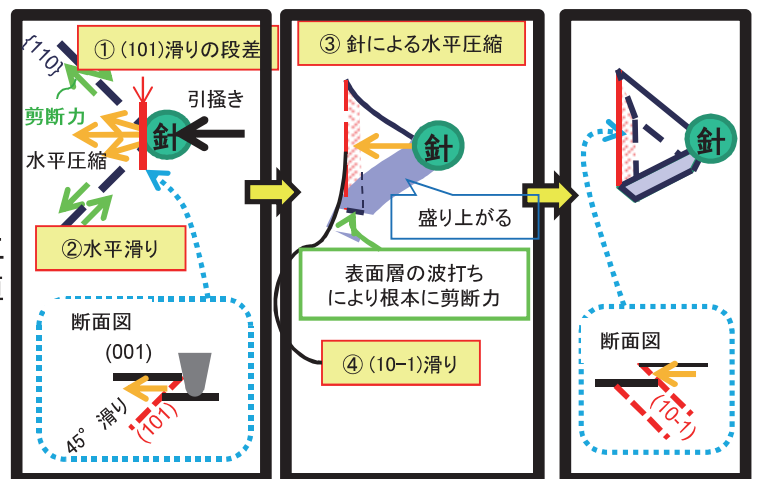 ① (101)滑りの段差
{110}
剪断力
引掻き
針
水平圧縮
②水平滑り
断面図
(001)
45° 滑り
(101)
③ 針による水平圧縮
針
盛り上がる
表面層の波打ち
により根本に剪断力
④ (10-1)滑り
針
断面図
(10-1)